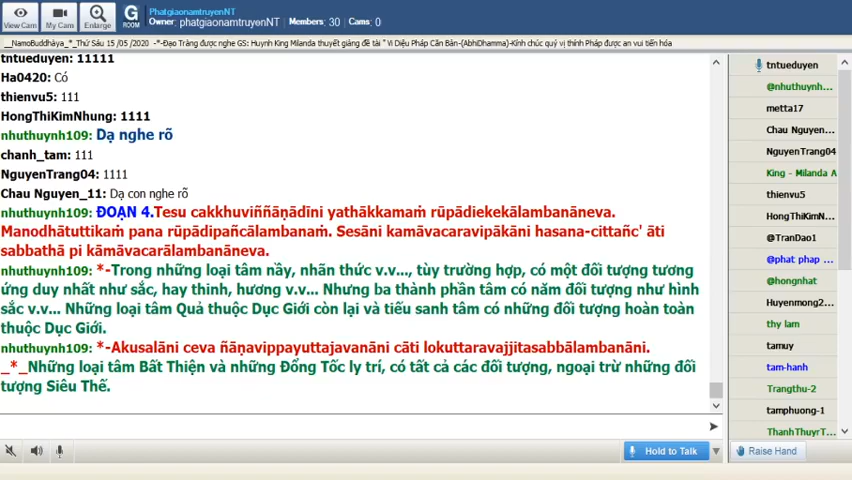 View Cam
My Cam
Enlarge
G
ROOM
PhatgiaonamtruyenNT
Owner: phatgiaonamtruyenNT Members: 30 Cams: 0
__NamoBuddhàya_*_Thứ Sáu 15 /05 /2020 -*-Đạo Tràng được nghe GS: Huynh King Milanda thuyết giảng đề tài " Vi Diệu Pháp Căn Bản-(AbhiDhamma)-Kính chúc quý vị thính Pháp được an vui tiến hóa
tntueduyen: 11111
Ha0420: Có
thienvu5: 111
HongThiKimNhung: 1111
nhuthuynh109: Dạ nghe rõ
chanh_tam: 111
NguyenTrang04: 1111
Chau Nguyen_11: Dạ con nghe rõ
nhuthuynh109: ĐOẠN 4.Tesu cakkhuviññāṇādīni yathākkamaṁ rūpādiekekālambanāneva.
Manodhātuttikaṁ pana rūpādipañcālambanaṁ. Sesāni kamāvacaravipākāni hasana-cittañc' āti
sabbathā pi kāmāvacarālambanāneva.
nhuthuynh109: *-Trong những loại tâm nầy, nhãn thức v.v..., tùy trường hợp, có một đối tượng tương
ứng duy nhất như sắc, hay thinh, hương v.v... Nhưng ba thành phần tâm có năm đối tượng như hình
sắc v.v... Những loại tâm Quả thuộc Dục Giới còn lại và tiếu sanh tâm có những đối tượng hoàn toàn
thuộc Dục Giới.
nhuthuynh109: *-Akusalāni ceva ñāṇavippayuttajavanāni cāti lokuttaravajjitasabbālambanāni.
_*_Những loại tâm Bất Thiện và những Đổng Tốc ly trí, có tất cả các đối tượng, ngoại trừ những đối
tượng Siêu Thế.
tntueduyen
@nhuthuynh...
metta17
Chau Nguyen...
NguyenTrang04
King - Milanda A
thienvu5
HongThiKimN...
@TranDao1
@phat phap ...
@hongnhat
Huyenmong2...
thy lam
tamuy
tam-hanh
Trangthu-2
tamphuong-1
ThanhThuyrT...
Hold to Talk
Raise Hand